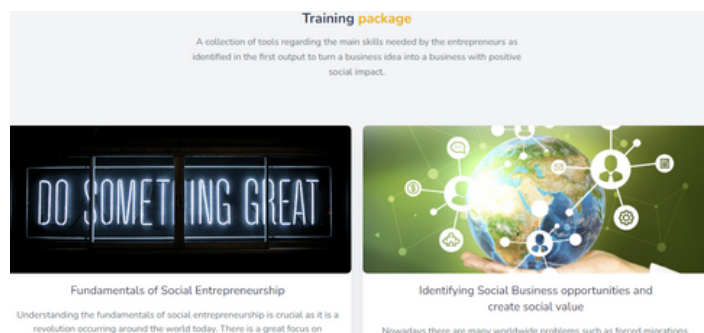 Training package
A collection of tools regarding the main skills needed by the entrepreneurs as
identified in the first output to turn a business idea into a business with positive
social impact.
DO SOMETHING GREAT
Fundamentals of Social Entrepreneurship
Understanding the fundamentals of social entrepreneurship is crucial as it is a
revolution occurring around the world today. There is a great focus on
Identifying Social Business opportunities and
create social value
Nowadays there are many worldwide problems such as forced migrations,